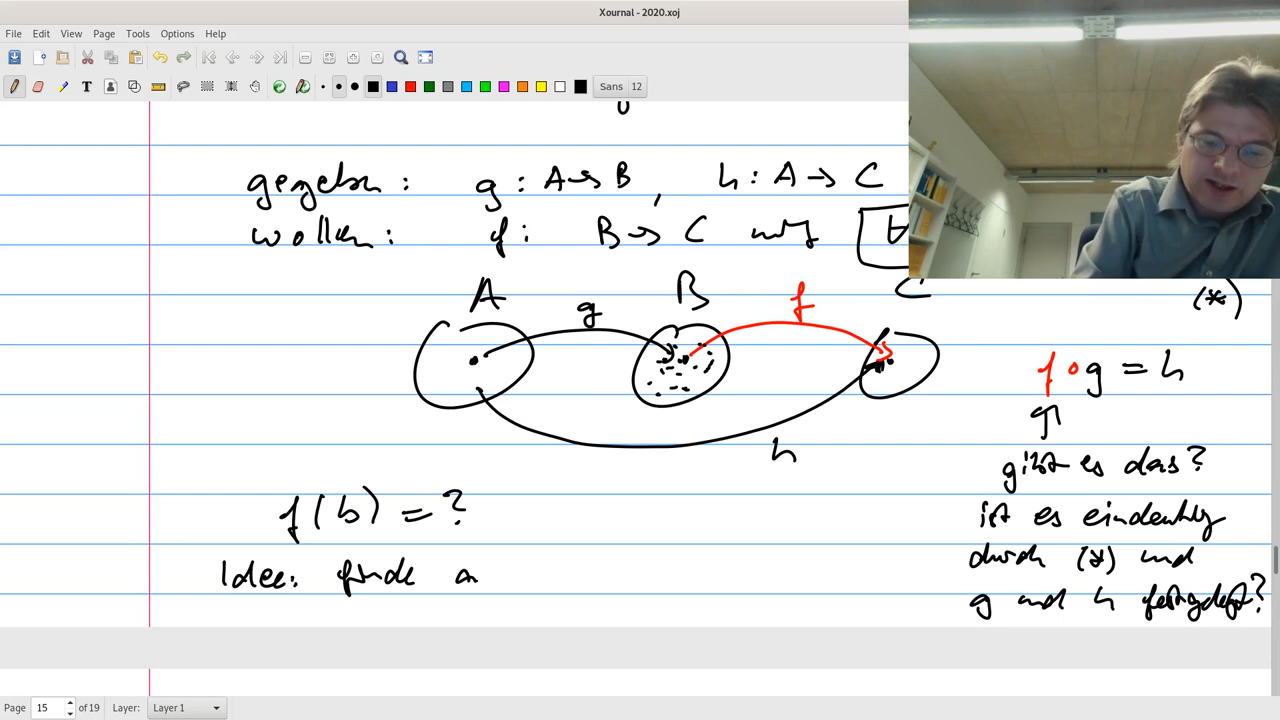 Xournal - 2020.xoj
File Edit View Page Tools Options Help
Sans 12
gegeben: g: A→B, h: A→C
wollen: f: B→C mit
A g B f C
(*)
f∘g = h
h
gibt es das?
ist es eindeutig
durch (*) und
g und h festgelegt?
f(b) = ?
Idee: finde a
Page 15 of 19 Layer: Layer 1